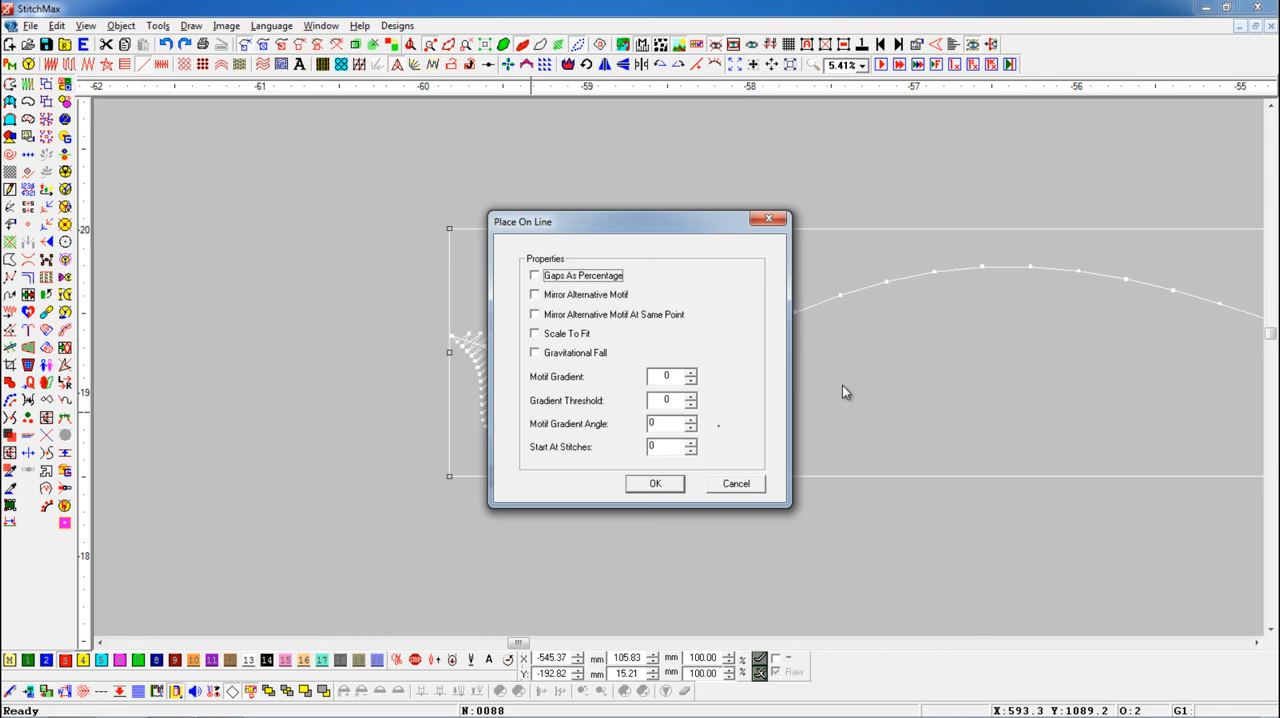 StitchMax
File Edit View Object Tools Draw Image Language Window Help Designs
5.41%
-62 -61 -60 -59 -58 -57 -56 -55
20
19
18
Place On Line
Properties
Gaps As Percentage
Mirror Alternative Motif
Mirror Alternative Motif At Same Point
Scale To Fit
Gravitational Fall
Motif Gradient: 0
Gradient Threshold: 0
Motif Gradient Angle: 0
Start At Stitches: 0
OK Cancel
M 1 2 3 4 5 6 7 8 9 10 11 12 13 14 15 16 17 18 19 20
X -545.37 mm 105.83 mm 100.00 % ~
Y: -192.82 mm 15.21 mm 100.00 % Raw
Ready N:0088 X:593.3 Y:1089.2 O:2 G1: